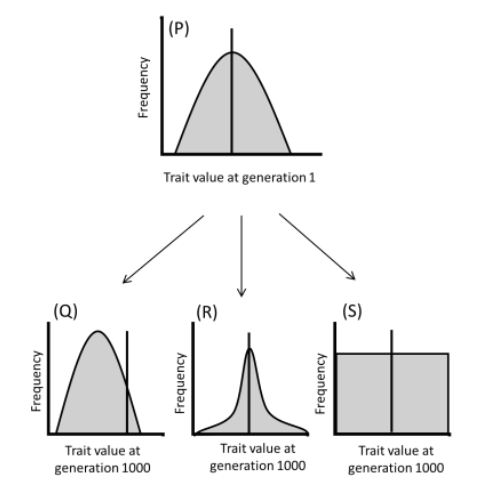 (P)
Frequency
Trait value at generation 1
(Q)
(R)
(S)
Frequency
Frequency
Frequency
Trait value at
generation 1000
Trait value at
generation 1000
Trait value at
generation 1000